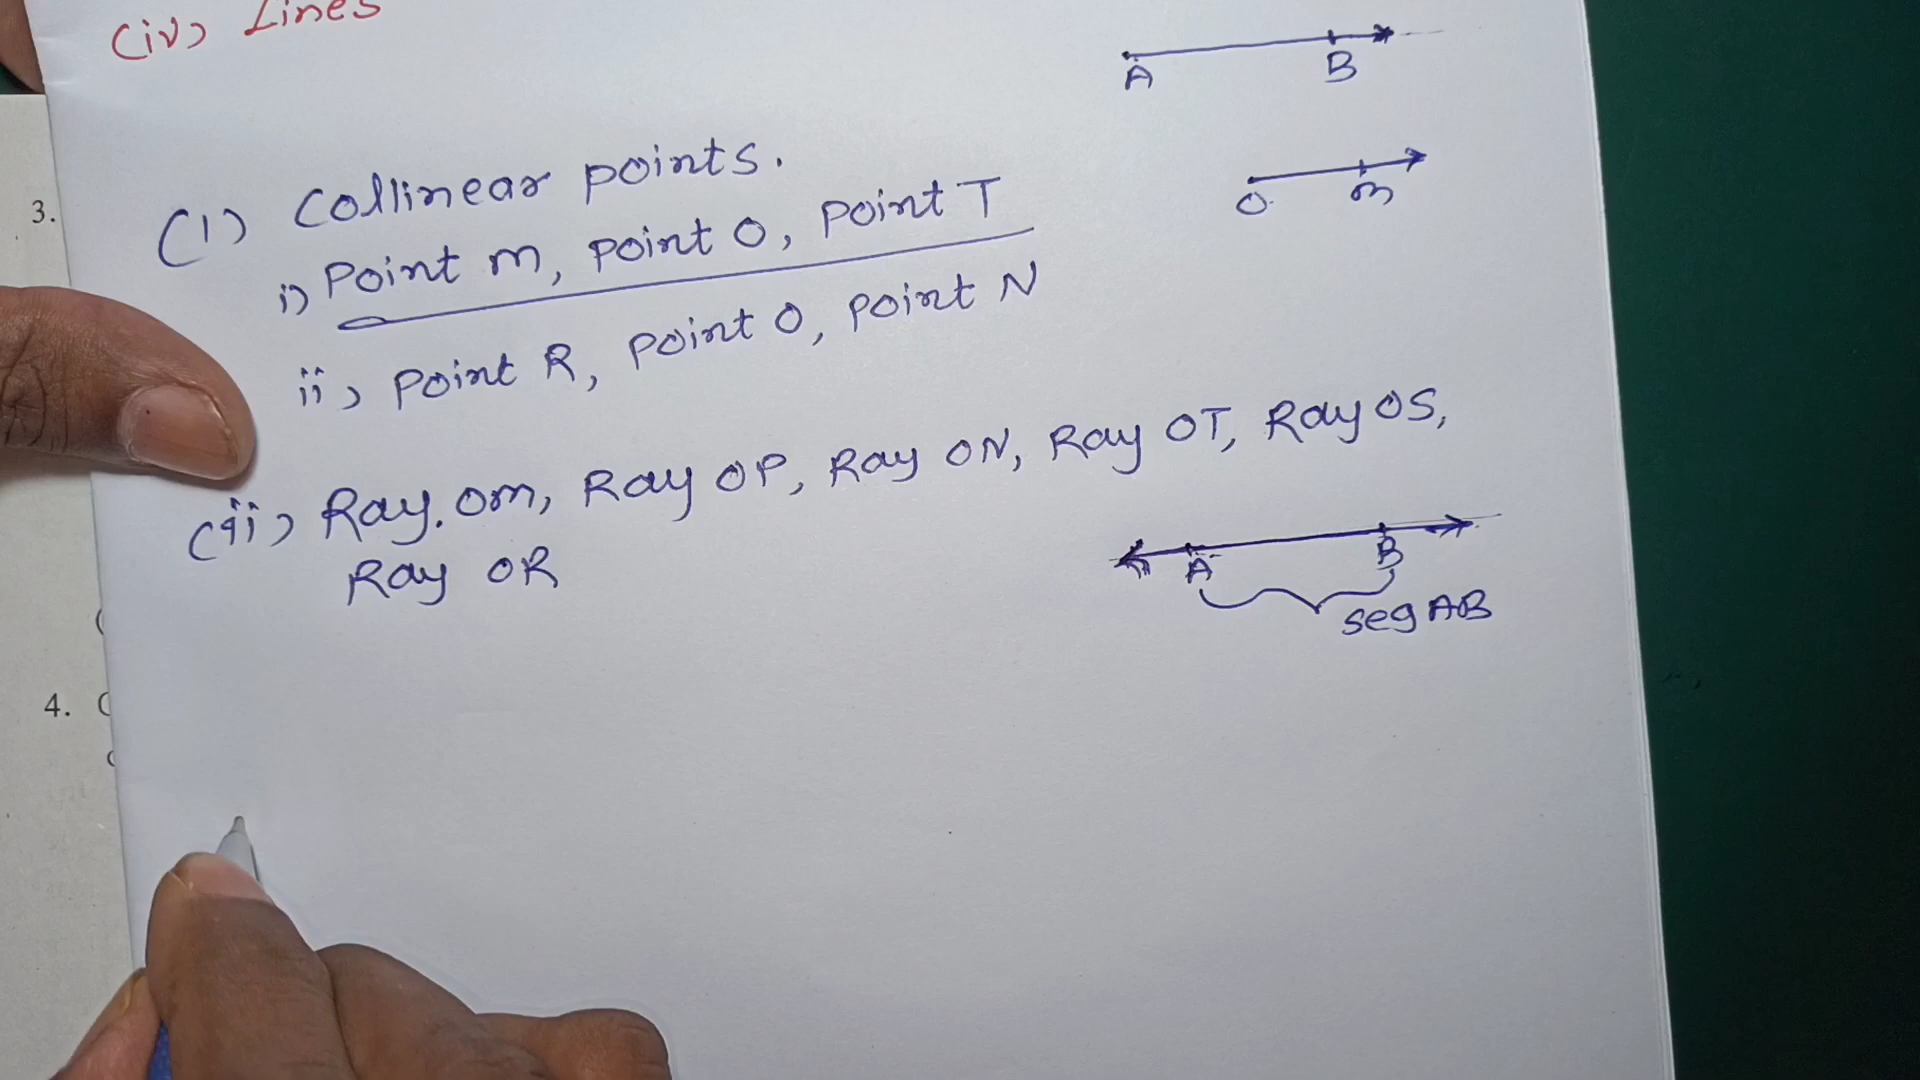 (iv) Lines
A B
(1) Collinear points.
O m
i) Point m, Point O, Point T
ii) Point R, Point O, Point N
3.
(ii) Ray. Om, Ray OP, Ray ON, Ray OT, Ray OS,
Ray OR
A B
seg AB
4.